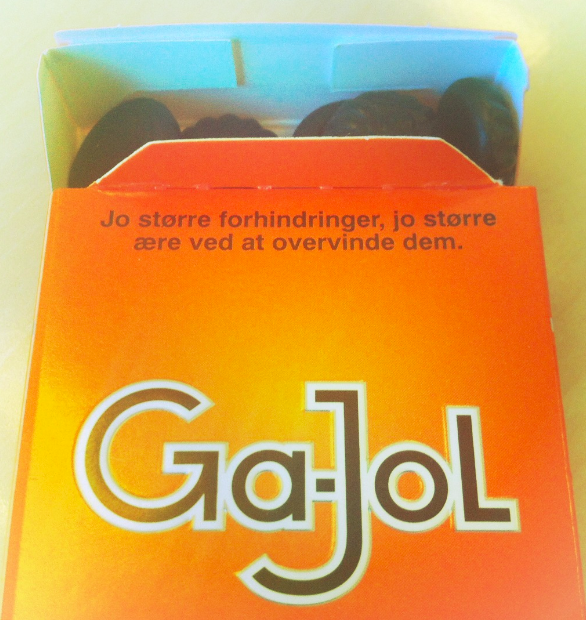 Jo større forhindringer, jo større
ære ved at overvinde dem.
Ga-Jol